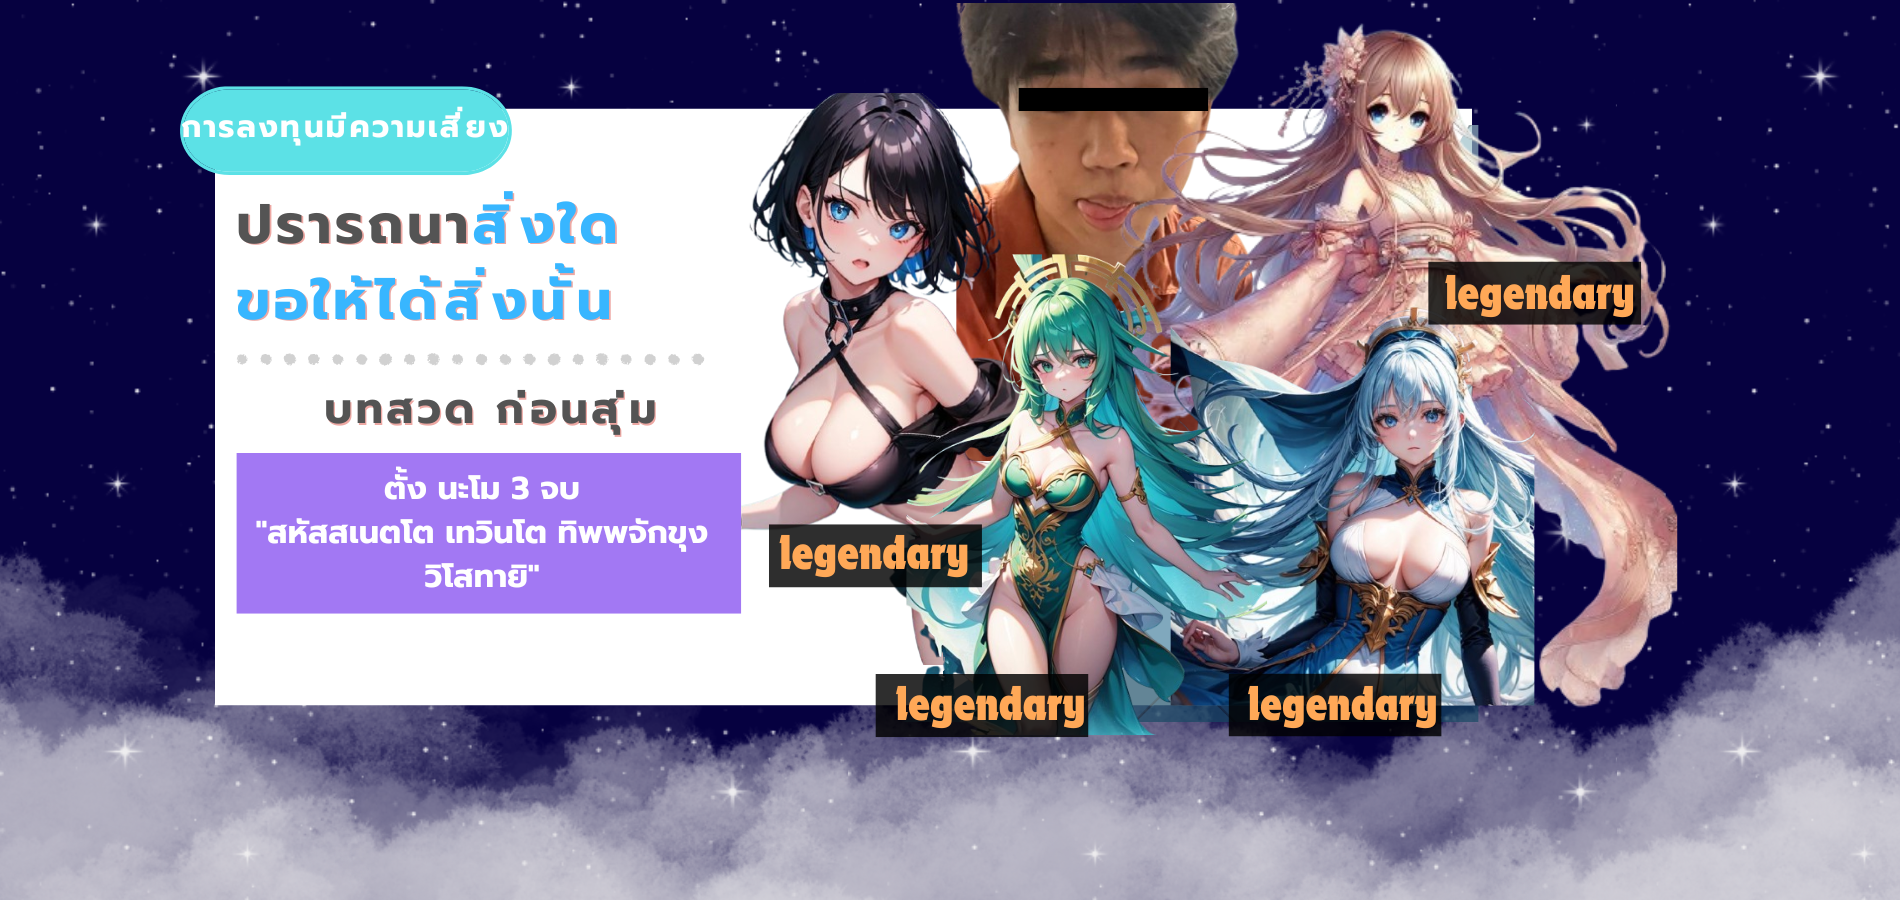 การลงทุนมีความเสี่ยง
ปรารถนาสิ่งใด
ขอให้ได้สิ่งนั้น
บทสวด ก่อนสุ่ม
ตั้ง นะโม 3 จบ
"สหัสสเนตโต เทวินโต ทิพพจักขุง
วิโสทายิ"
legendary
legendary
legendary
legendary